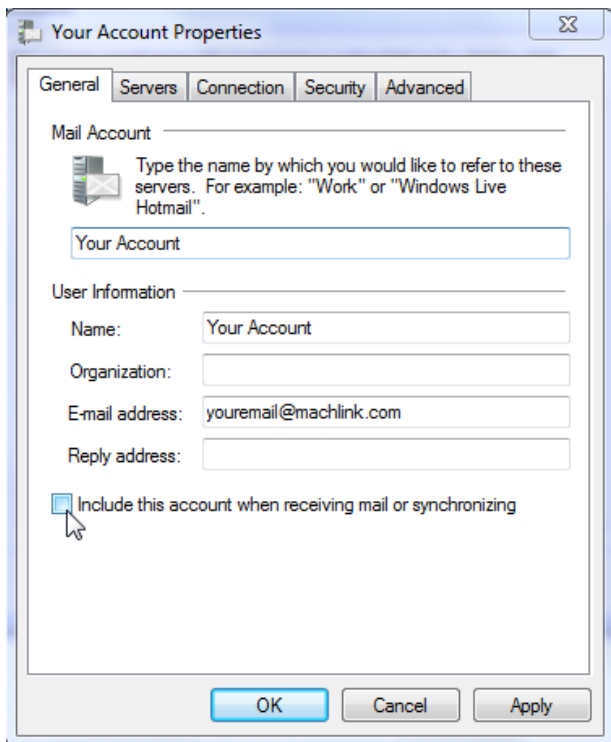 Your Account Properties
General Servers Connection Security Advanced
Mail Account
Type the name by which you would like to refer to these
servers. For example: "Work" or "Windows Live
Hotmail".
Your Account
User Information
Name: Your Account
Organization:
E-mail address: youremail@machlink.com
Reply address:
Include this account when receiving mail or synchronizing
OK Cancel Apply